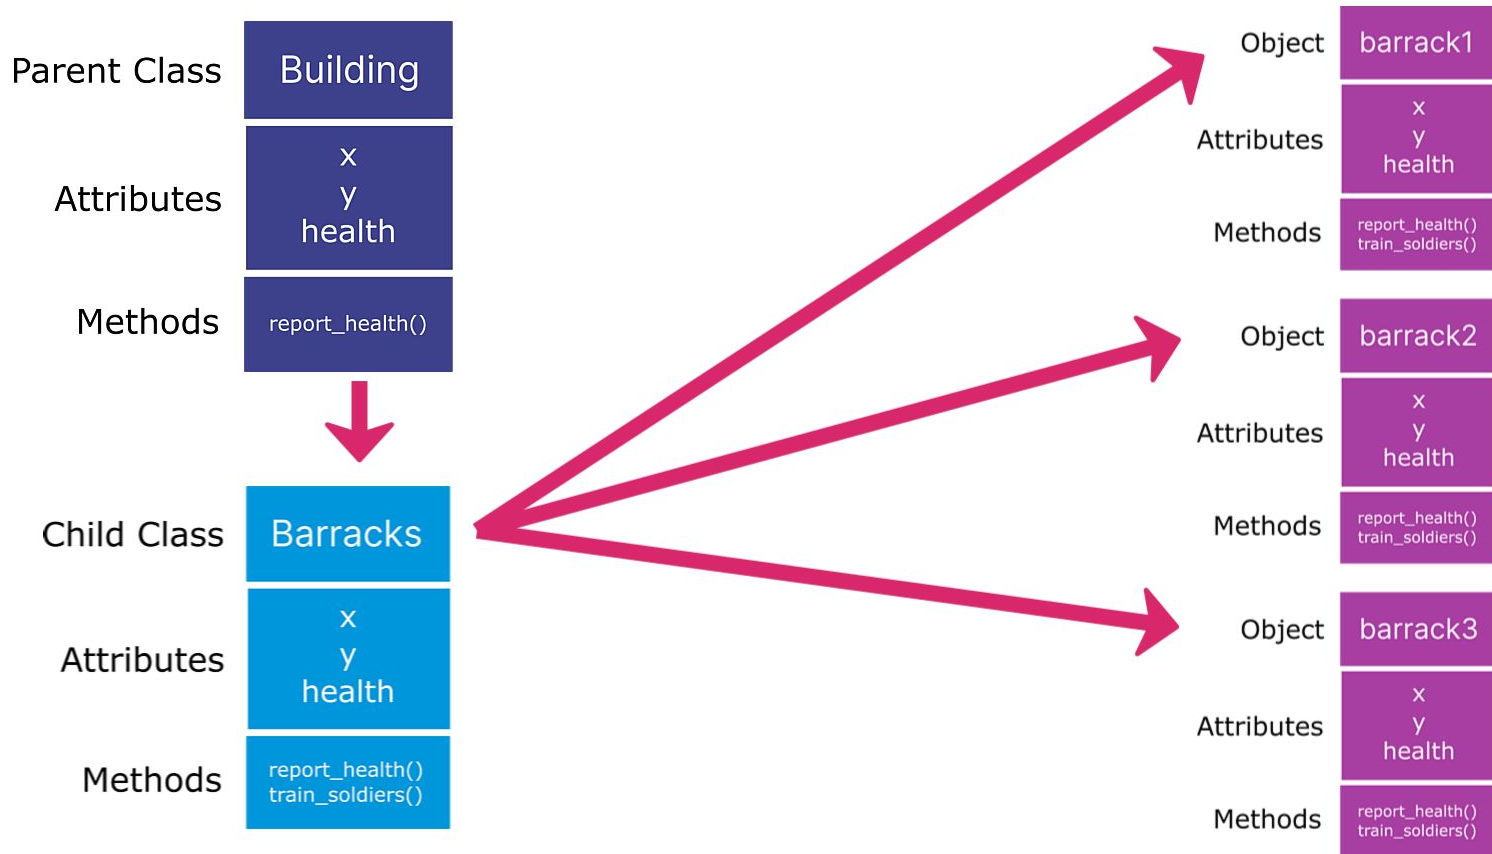 Parent Class
Building
Attributes
x
y
health
Methods
report_health()
Child Class
Barracks
Attributes
x
y
health
Methods
report_health()
train_soldiers()
Object
barrack1
Attributes
x
y
health
Methods
report_health()
train_soldiers()
Object
barrack2
Attributes
x
y
health
Methods
report_health()
train_soldiers()
Object
barrack3
Attributes
x
y
health
Methods
report_health()
train_soldiers()